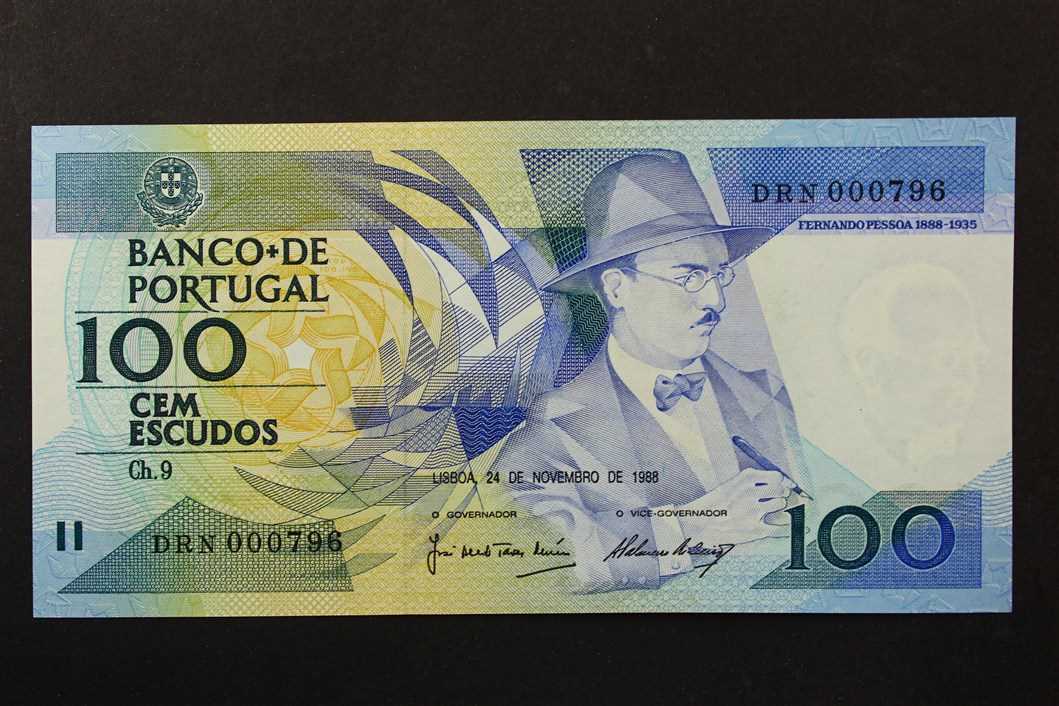 DRN 000796
FERNANDO PESSOA 1888-1935
BANCO+DE
PORTUGAL
100
CEM
ESCUDOS
Ch. 9
LISBOA, 24 DE NOVEMBRO DE 1988
O GOVERNADOR
O VICE-GOVERNADOR
DRN 000796
100